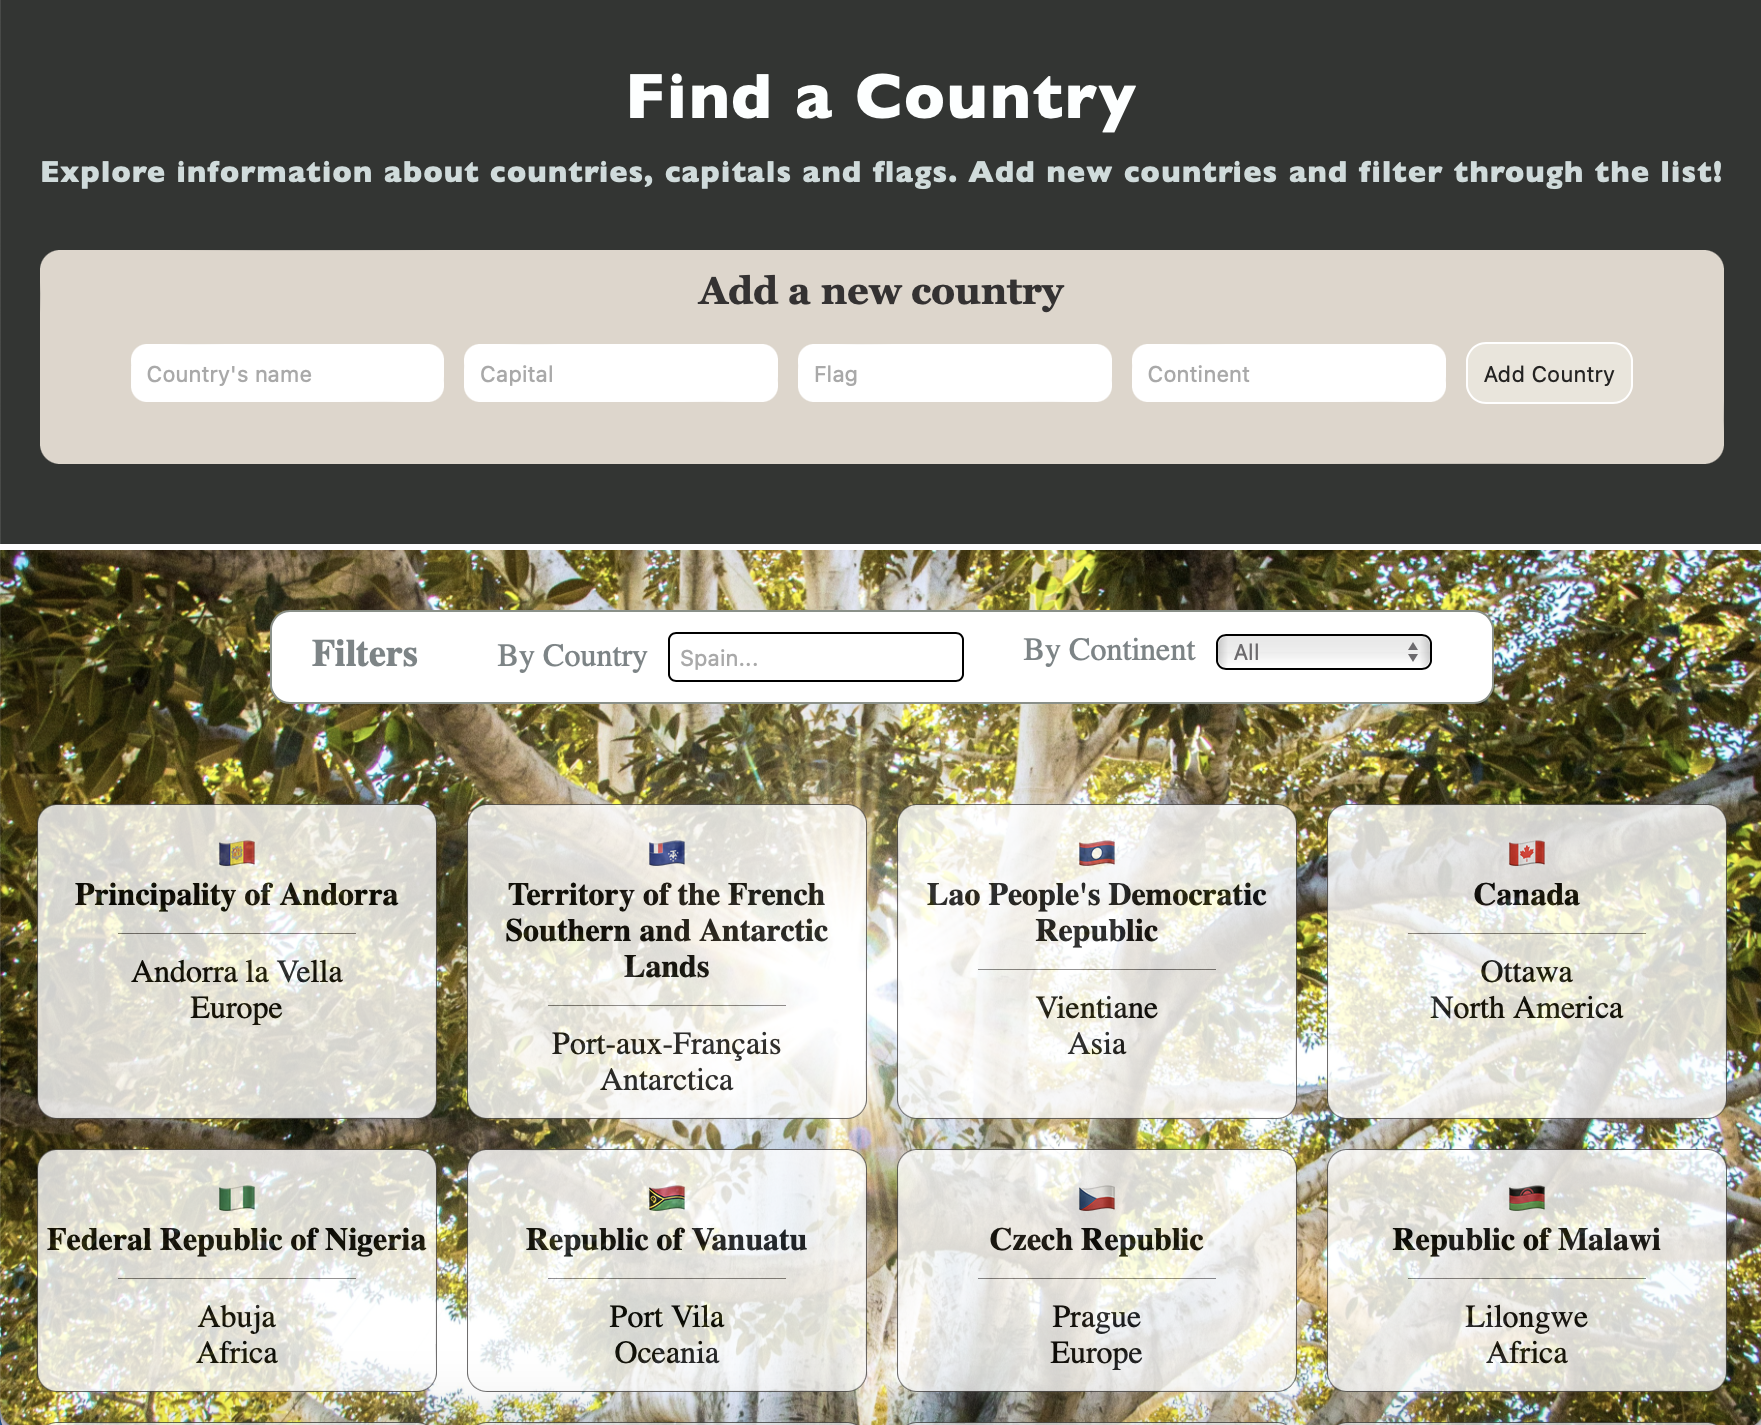 Find a Country
Explore information about countries, capitals and flags. Add new countries and filter through the list!
Add a new country
Country's name
Capital
Flag
Continent
Add Country
Filters
By Country
Spain...
By Continent
All
Principality of Andorra
Andorra la Vella
Europe
Territory of the French
Southern and Antarctic
Lands
Port-aux-Français
Antarctica
Lao People's Democratic
Republic
Vientiane
Asia
Canada
Ottawa
North America
Federal Republic of Nigeria
Abuja
Africa
Republic of Vanuatu
Port Vila
Oceania
Czech Republic
Prague
Europe
Republic of Malawi
Lilongwe
Africa